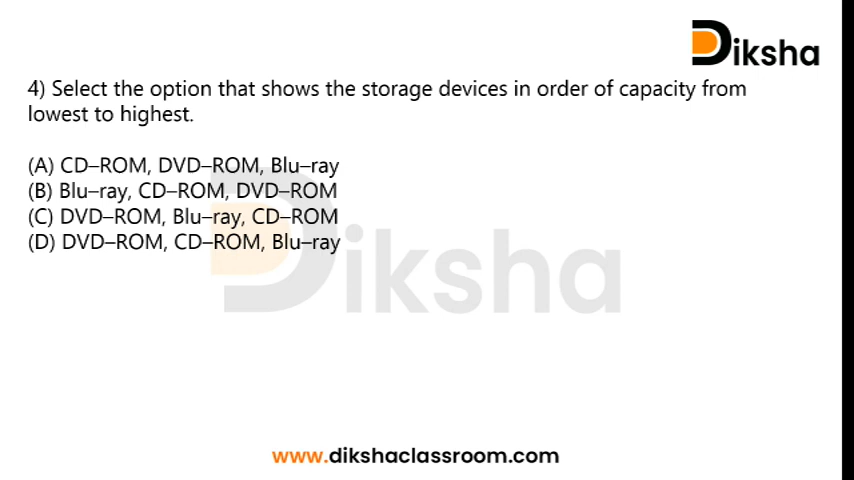 Diksha
4) Select the option that shows the storage devices in order of capacity from
lowest to highest.
(A) CD–ROM, DVD–ROM, Blu–ray
(B) Blu–ray, CD–ROM, DVD–ROM
(C) DVD–ROM, Blu–ray, CD–ROM
(D) DVD–ROM, CD–ROM, Blu–ray
Diksha
www.dikshaclassroom.com